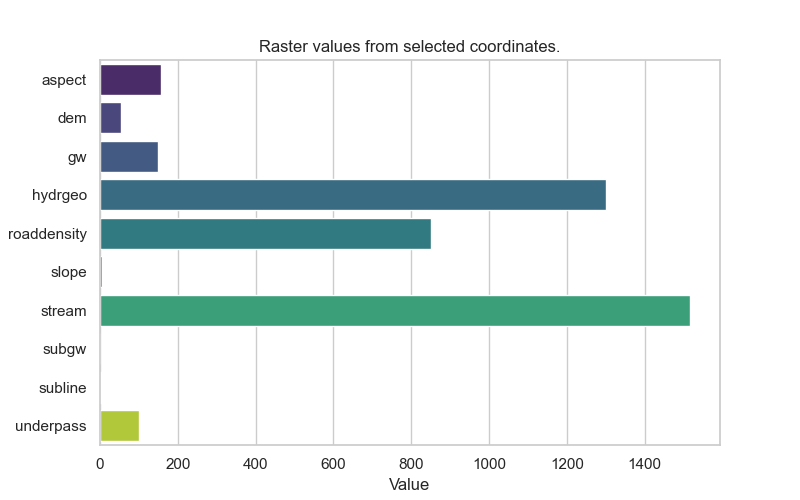 Raster values from selected coordinates.
aspect
dem
gw
hydrgeo
roaddensity
slope
stream
subgw
subline
underpass
0 200 400 600 800 1000 1200 1400
Value